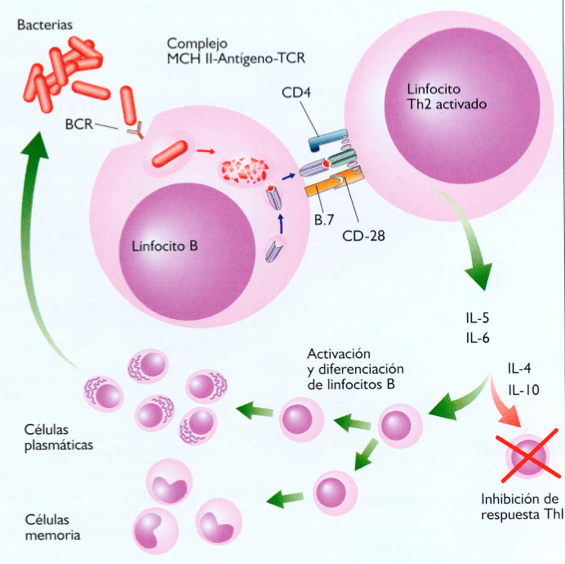 Bacterias
Complejo
MCH II-Antígeno-TCR
CD4
Linfocito
Th2 activado
BCR
B.7
CD-28
Linfocito B
IL-5
IL-6
IL-4
IL-10
Activación
y diferenciación
de linfocitos B
Células
plasmáticas
Células
memoria
Inhibición de
respuesta Th1